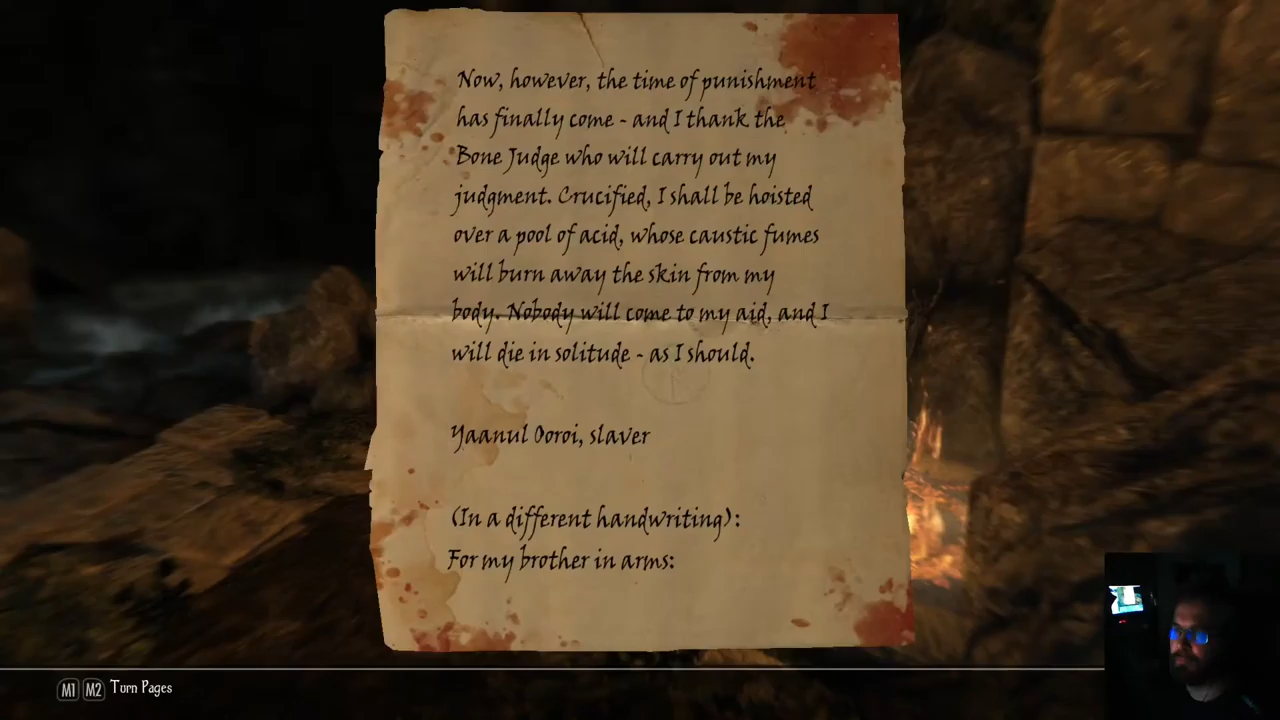 Now, however, the time of punishment
has finally come - and I thank the
Bone Judge who will carry out my
judgment. Crucified, I shall be hoisted
over a pool of acid, whose caustic fumes
will burn away the skin from my
body. Nobody will come to my aid, and I
will die in solitude - as I should.
Yaanul Ooroi, slaver
(In a different handwriting):
For my brother in arms:
M1 M2 Turn Pages